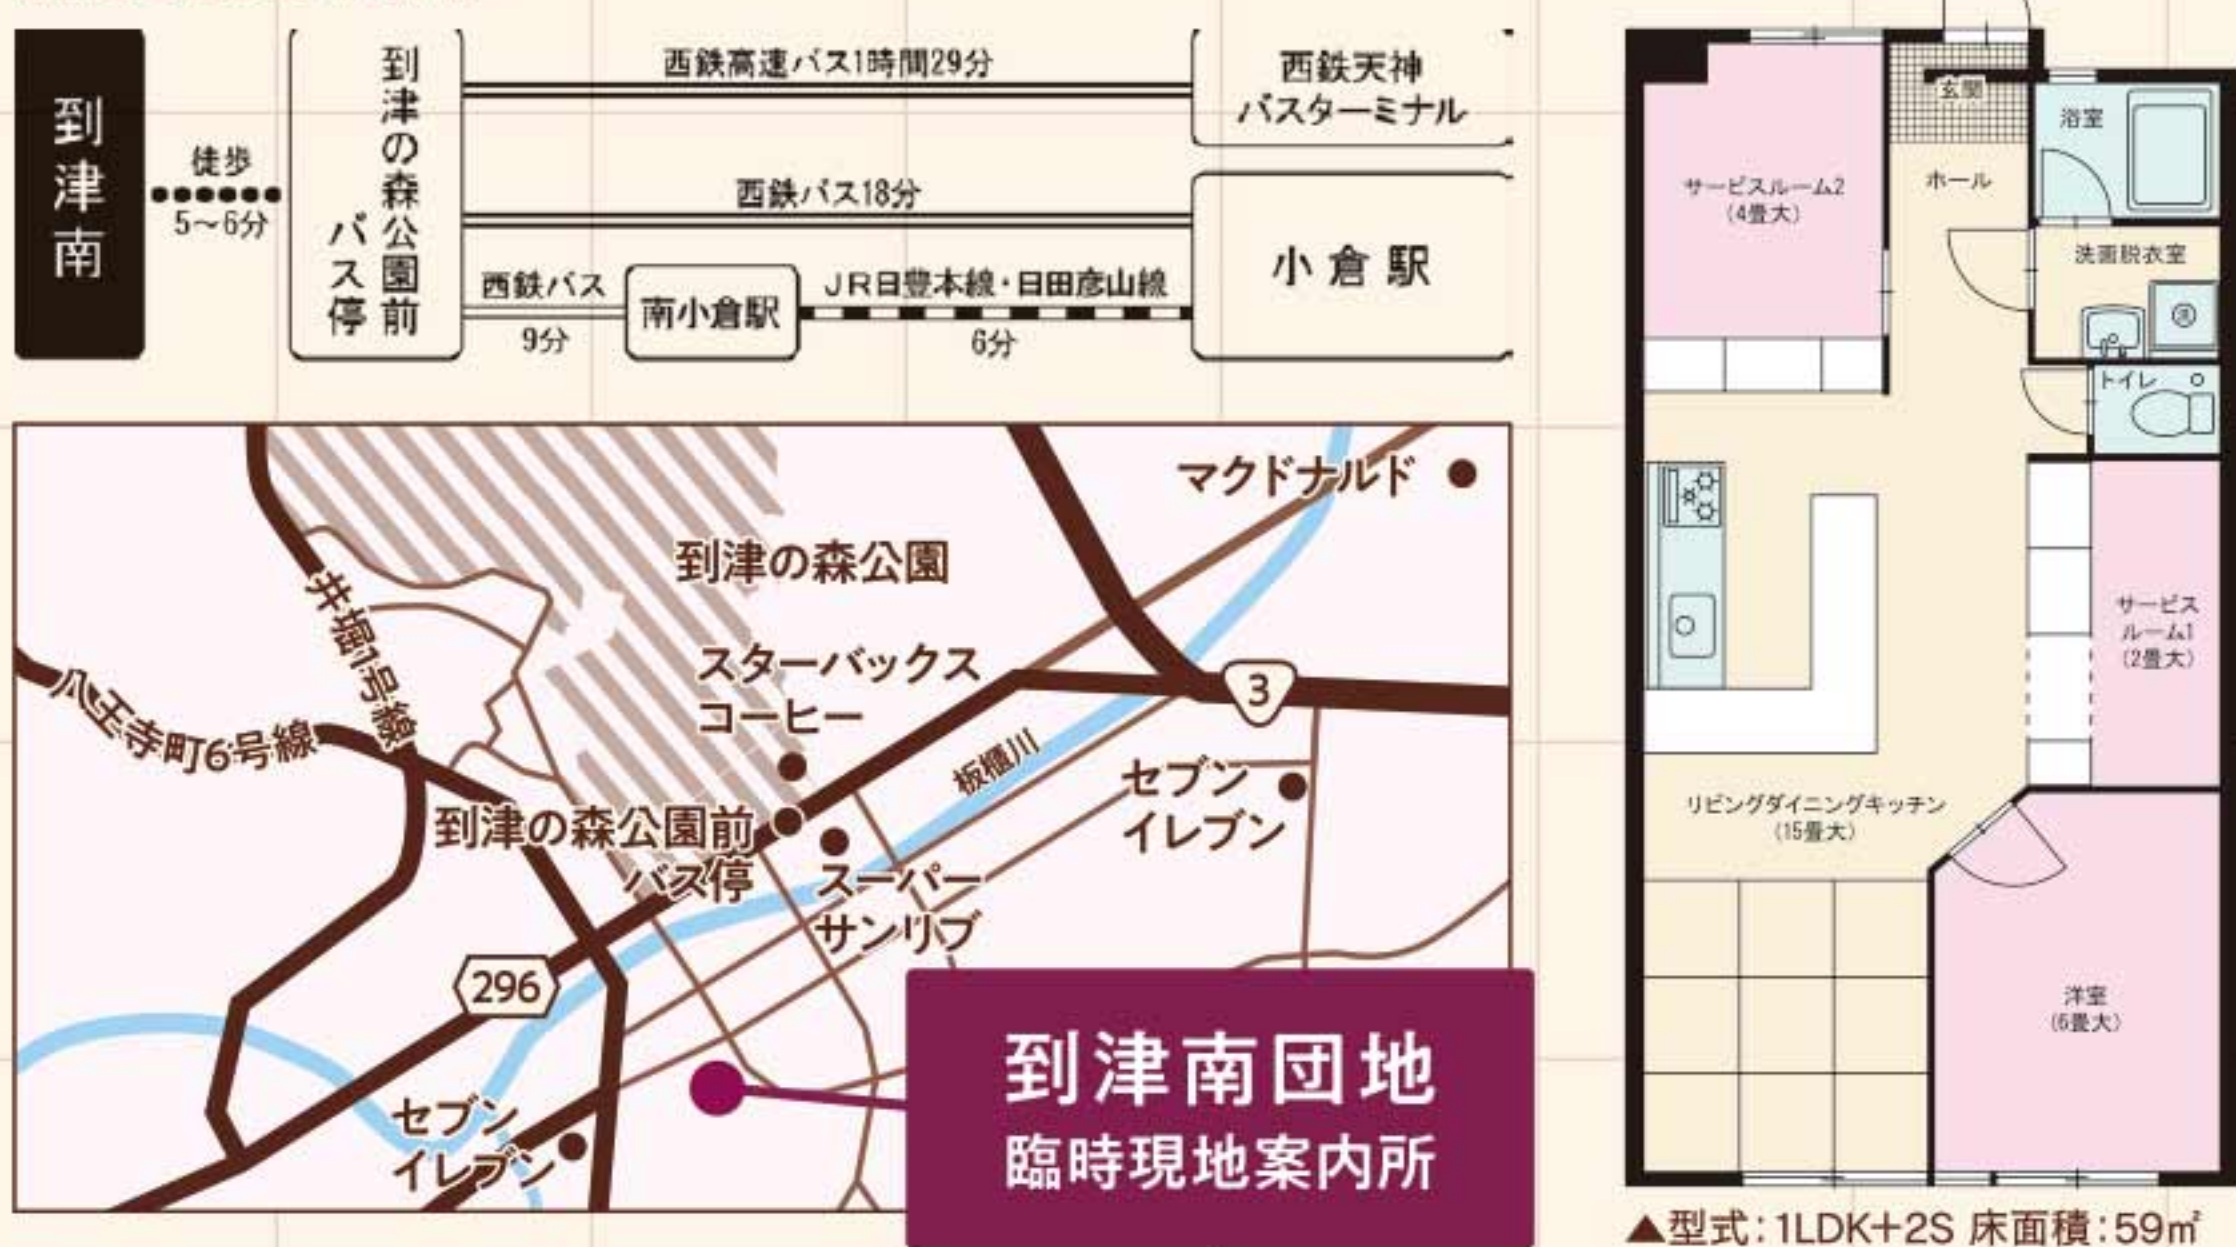 到津南
徒歩
5〜6分
到津の森公園前
バス停
西鉄高速バス1時間29分
西鉄天神
バスターミナル
西鉄バス18分
小倉駅
西鉄バス
9分
南小倉駅
JR日豊本線・日田彦山線
6分
マクドナルド
到津の森公園
井堀1号線
スターバックス
コーヒー
八王寺町6号線
3
板櫃川
セブン
イレブン
到津の森公園前
バス停
スーパー
サンリブ
296
セブン
イレブン
到津南団地
臨時現地案内所
玄関
浴室
サービスルーム2
(4畳大)
ホール
洗面脱衣室
洗
トイレ
サービス
ルーム1
(2畳大)
リビングダイニングキッチン
(15畳大)
洋室
(6畳大)
▲型式:1LDK+2S 床面積:59㎡